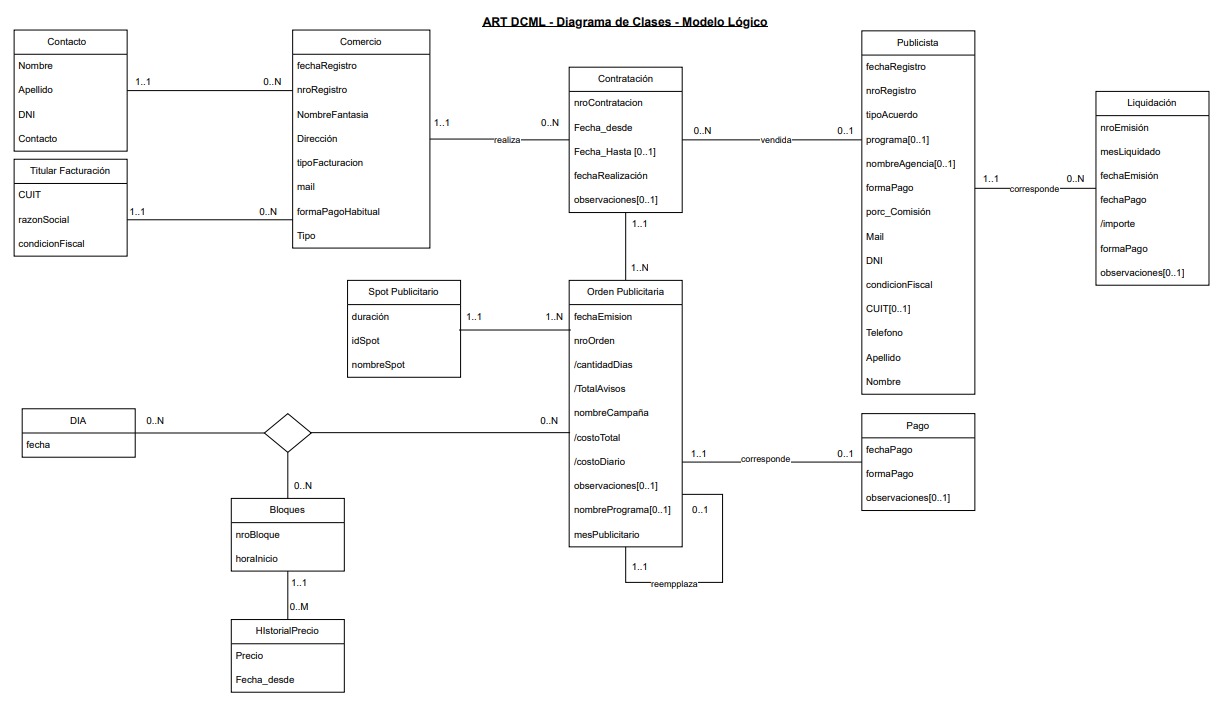 ART DCML - Diagrama de Clases - Modelo Lógico
Contacto
Nombre
Apellido
DNI
Contacto
1..1
0..N
Titular Facturación
CUIT
razonSocial
condicionFiscal
1..1
0..N
Comercio
fechaRegistro
nroRegistro
NombreFantasia
Dirección
tipoFacturacion
mail
formaPagoHabitual
Tipo
1..1
realiza
0..N
Contratación
nroContratacion
Fecha_desde
Fecha_Hasta [0..1]
fechaRealización
observaciones[0..1]
0..N
vendida
0..1
Publicista
fechaRegistro
nroRegistro
tipoAcuerdo
programa[0..1]
nombreAgencia[0..1]
formaPago
porc_Comisión
Mail
DNI
condicionFiscal
CUIT[0..1]
Telefono
Apellido
Nombre
1..1
corresponde
0..N
Liquidación
nroEmisión
mesLiquidado
fechaEmisión
fechaPago
/importe
formaPago
observaciones[0..1]
1..1
1..N
Spot Publicitario
duración
idSpot
nombreSpot
1..1
1..N
Orden Publicitaria
fechaEmision
nroOrden
/cantidadDias
/TotalAvisos
nombreCampaña
/costoTotal
/costoDiario
observaciones[0..1]
nombrePrograma[0..1]
mesPublicitario
1..1
corresponde
0..1
Pago
fechaPago
formaPago
observaciones[0..1]
0..1
1..1
reempplaza
DIA
fecha
0..N
0..N
0..N
Bloques
nroBloque
horaInicio
1..1
0..M
HIstorialPrecio
Precio
Fecha_desde